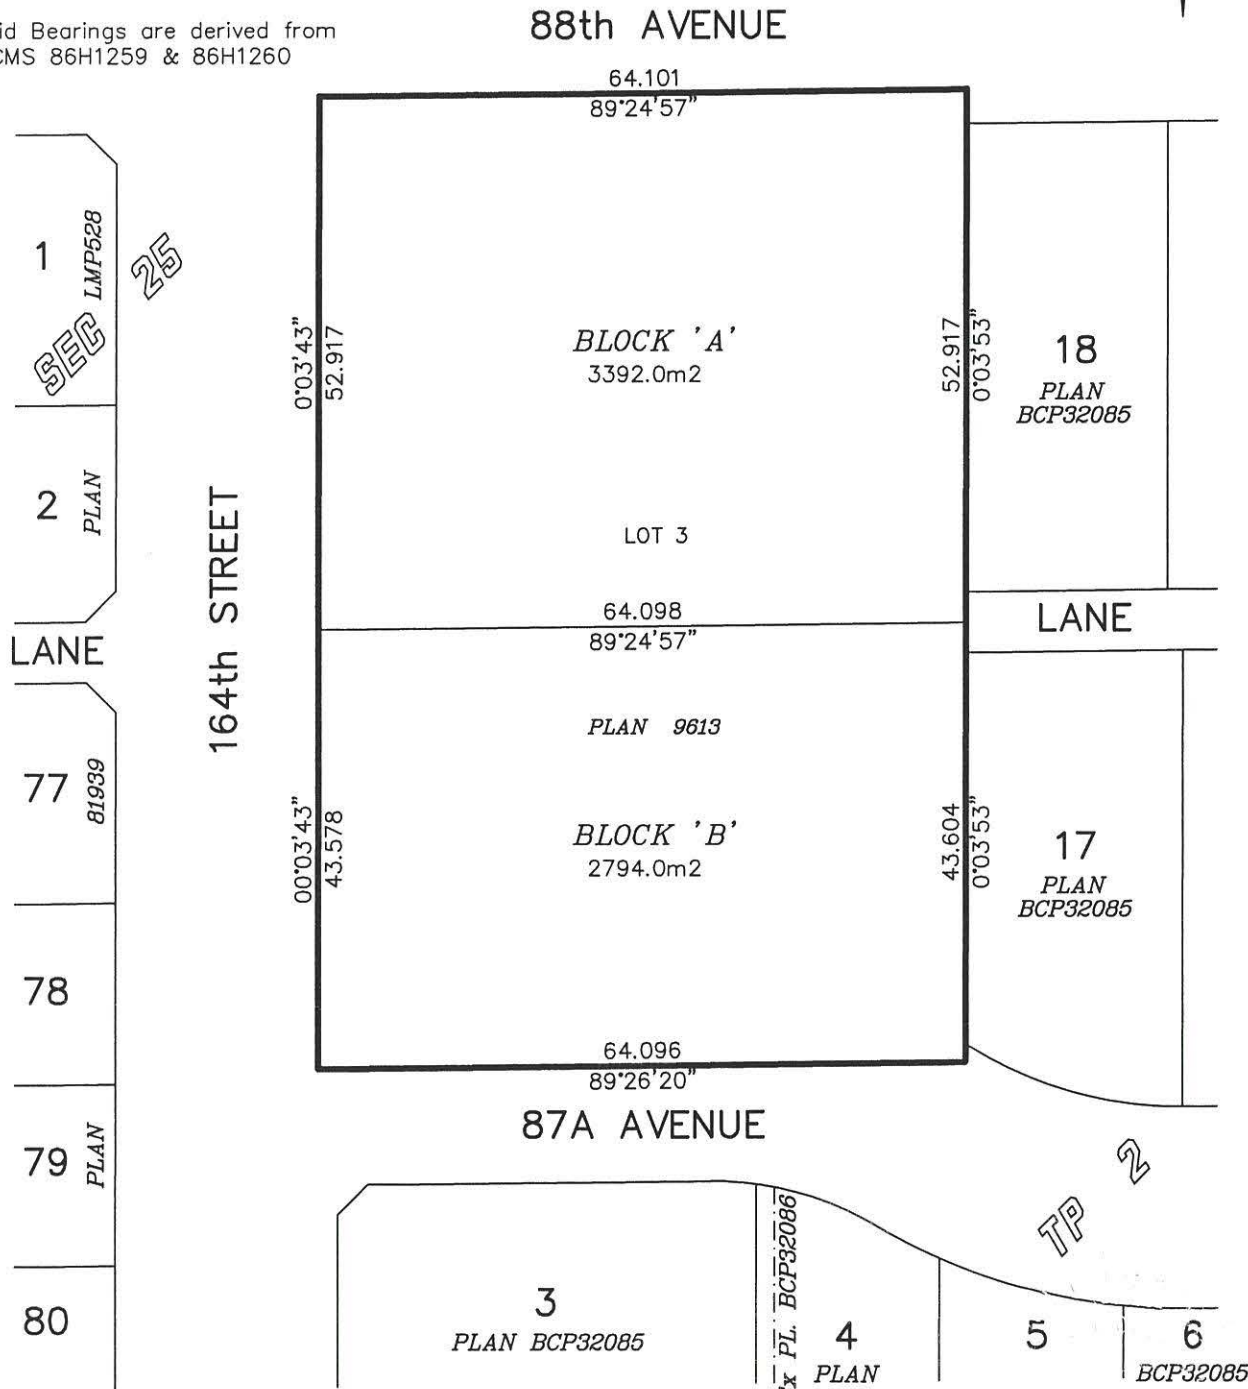 id Bearings are derived from
CMS 86H1259 & 86H1260
88th AVENUE
64.101
89°24'57"
1
LMP528
SEC
25
2
PLAN
LANE
164th STREET
0°03'43"
52.917
BLOCK 'A'
3392.0m2
52.917
0°03'53"
18
PLAN
BCP32085
LOT 3
64.098
89°24'57"
LANE
PLAN 9613
77
81939
00°03'43"
43.578
BLOCK 'B'
2794.0m2
43.604
0°03'53"
17
PLAN
BCP32085
78
64.096
89°26'20"
87A AVENUE
79
PLAN
TP
2
80
3
PLAN BCP32085
PL. BCP32086
4
PLAN
5
6
BCP32085